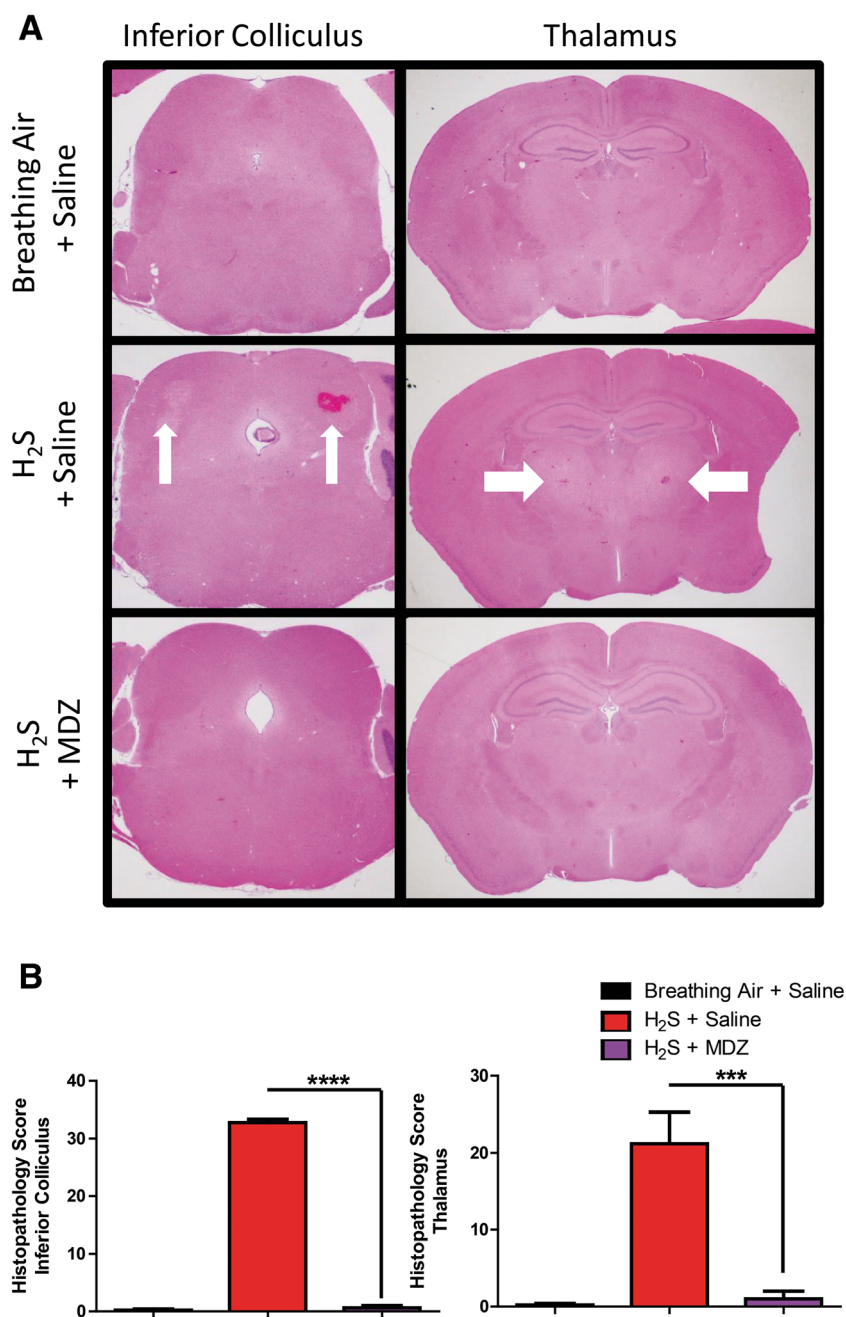 A
Inferior Colliculus
Thalamus
Breathing Air
+ Saline
H₂S
+ Saline
H₂S
+ MDZ
B
Breathing Air + Saline
H₂S + Saline
H₂S + MDZ
Histopathology Score
Inferior Colliculus
40
30
20
10
0
****
Histopathology Score
Thalamus
30
20
10
0
***